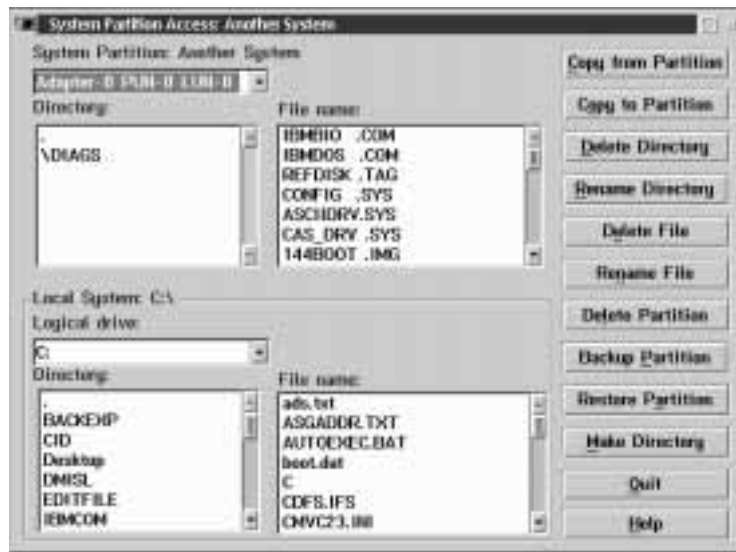 System Partition Access: Another System
System Partition: Another System
Adapter-0 PUN-0 LUN-0
Directory:
.
\DIAGS
File name:
IBMBIO .COM
IBMDOS .COM
REFDISK .TAG
CONFIG .SYS
ASCHDRV.SYS
CAS_DRV .SYS
144BOOT .IMG
Local System: C:\
Logical drive:
C:
Directory:
.
BACKEXP
CID
Desktop
DMISL
EDITFILE
IBMCOM
File name:
ads.txt
ASGADDR.TXT
AUTOEXEC.BAT
boot.dat
C
CDFS.IFS
CMVC23.INI
Copy from Partition
Copy to Partition
Delete Directory
Rename Directory
Delete File
Rename File
Delete Partition
Backup Partition
Restore Partition
Make Directory
Quit
Help